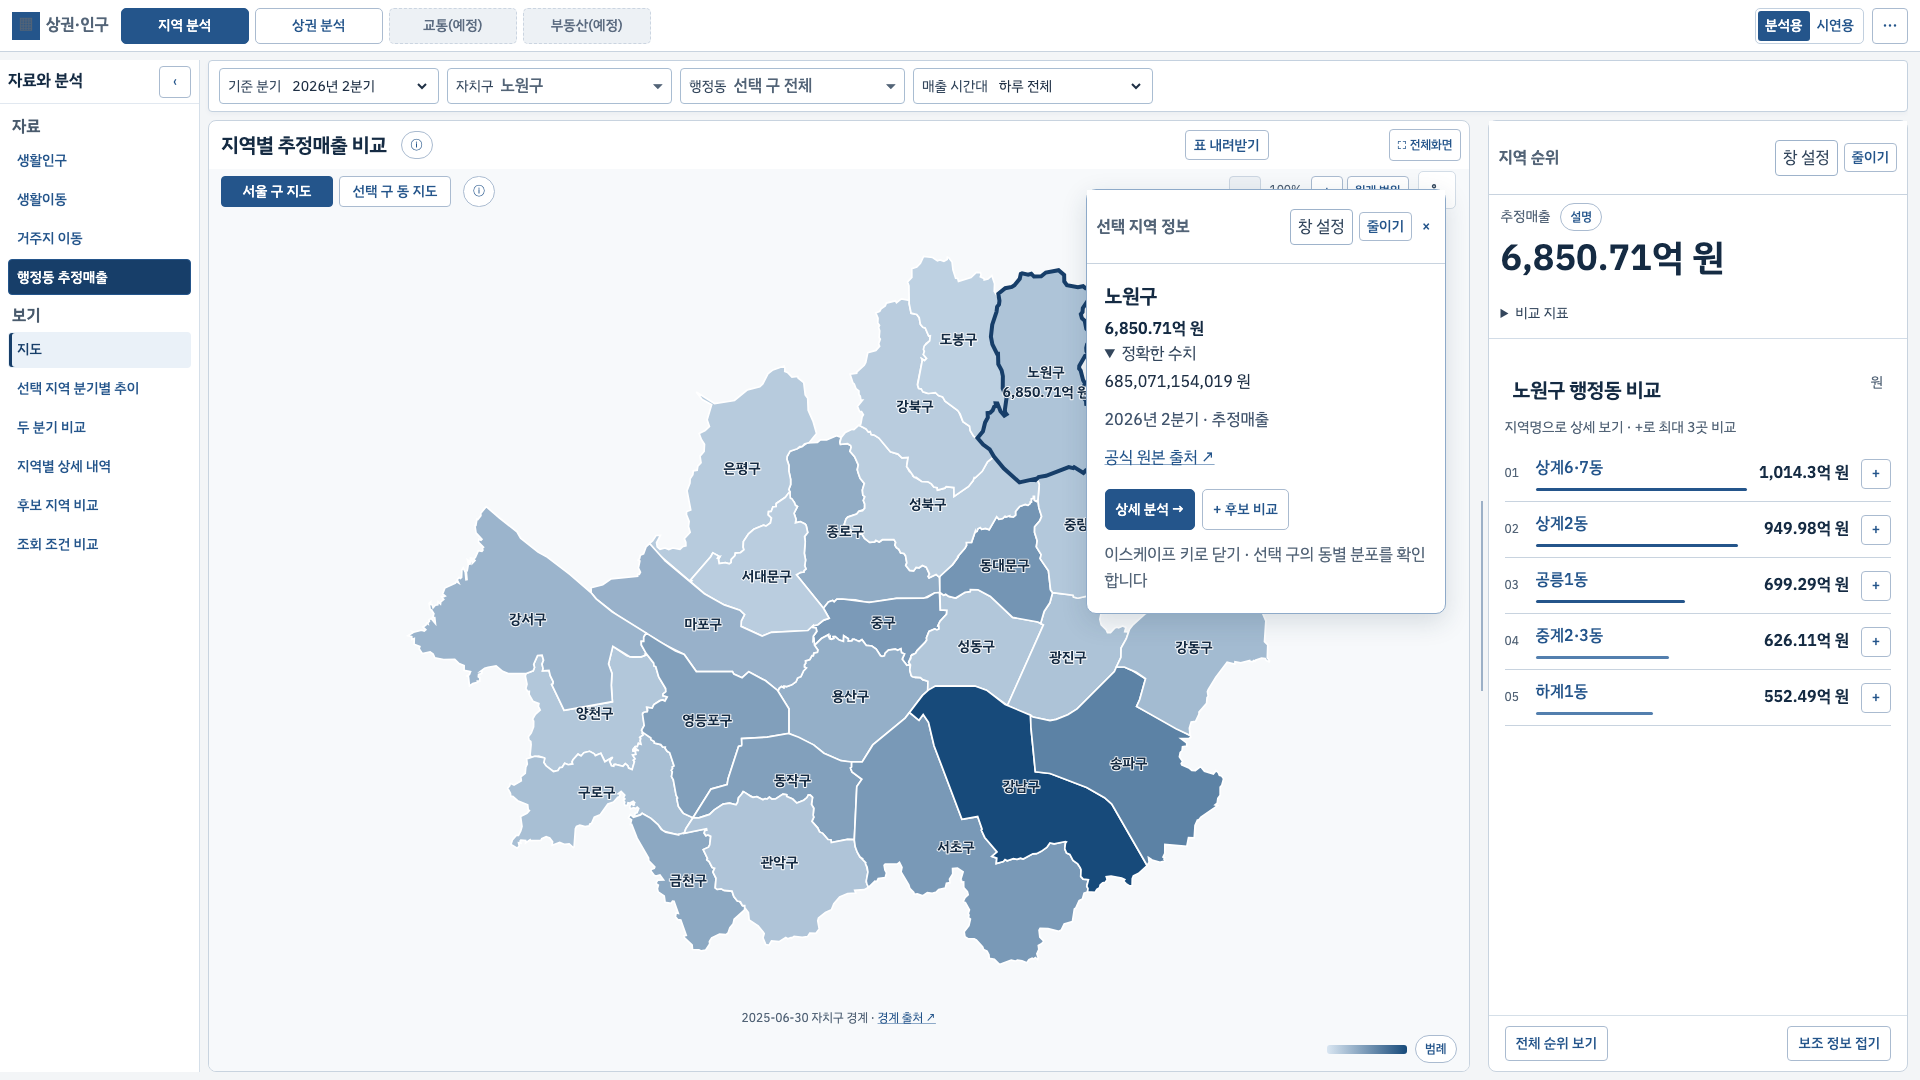 상권·인구
지역 분석
상권 분석
교통(예정)
부동산(예정)
분석용
시연용
자료와 분석
자료
생활인구
생활이동
거주지 이동
행정동 추정매출
보기
지도
선택 지역 분기별 추이
두 분기 비교
지역별 상세 내역
후보 지역 비교
조회 조건 비교
기준 분기 2026년 2분기
자치구 노원구
행정동 선택 구 전체
매출 시간대 하루 전체
지역별 추정매출 비교
표 내려받기
전체화면
서울 구 지도
선택 구 동 지도
도봉구
노원구
6,850.71억 원
강북구
은평구
성북구
종로구
동대문구
서대문구
강서구
마포구
중구
성동구
광진구
강동구
용산구
양천구
영등포구
송파구
동작구
강남구
구로구
서초구
관악구
금천구
2025-06-30 자치구 경계 · 경계 출처 ↗
범례
선택 지역 정보
창 설정
줄이기
×
노원구
6,850.71억 원
▼ 정확한 수치
685,071,154,019 원
2026년 2분기 · 추정매출
공식 원본 출처 ↗
상세 분석 →
+ 후보 비교
이스케이프 키로 닫기 · 선택 구의 동별 분포를 확인
합니다
지역 순위
창 설정
줄이기
추정매출 설명
6,850.71억 원
▶ 비교 지표
노원구 행정동 비교
원
지역명으로 상세 보기 · +로 최대 3곳 비교
01 상계6·7동 1,014.3억 원 +
02 상계2동 949.98억 원 +
03 공릉1동 699.29억 원 +
04 중계2·3동 626.11억 원 +
05 하계1동 552.49억 원 +
전체 순위 보기
보조 정보 접기